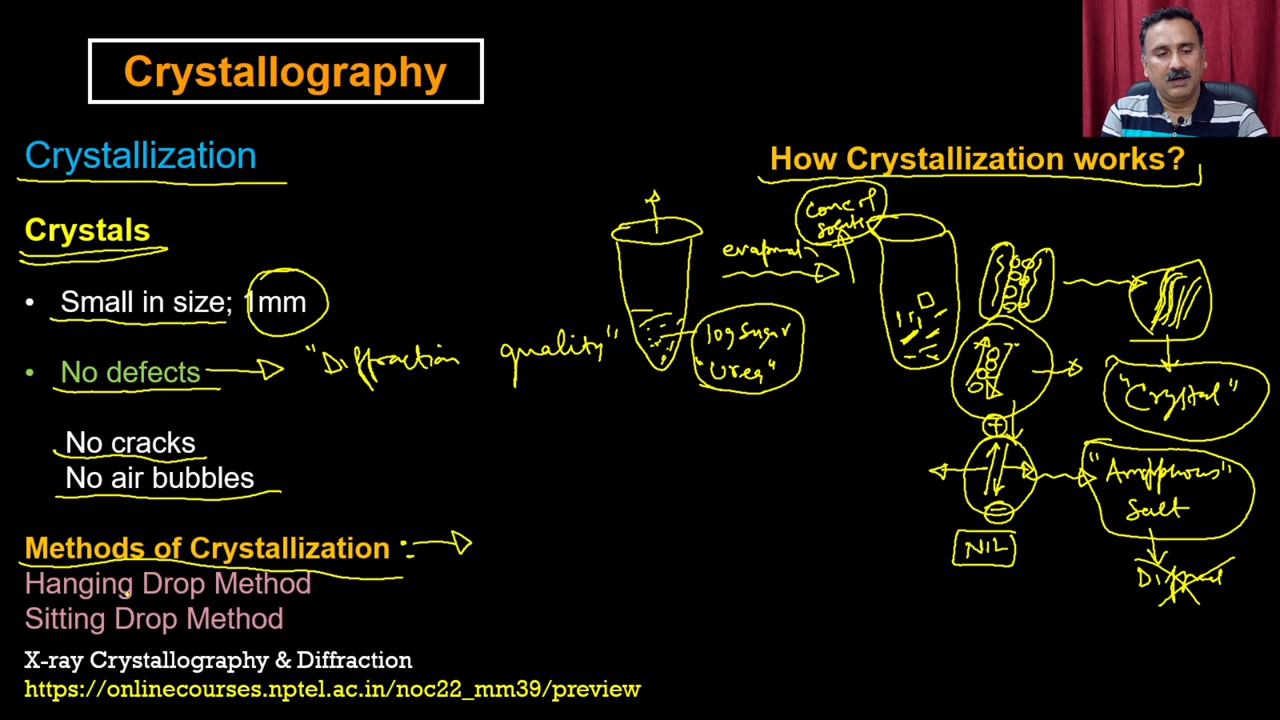 Crystallography
Crystallization
Crystals
• Small in size; 1mm
• No defects
"Diffraction quality"
No cracks
No air bubbles
Methods of Crystallization :-
Hanging Drop Method
Sitting Drop Method
X-ray Crystallography & Diffraction
https://onlinecourses.nptel.ac.in/noc22_mm39/preview
How Crystallization works?
Conc of
10g sugar
"Urea"
"Crystal"
+
"Amorphous"
Salt
NIL